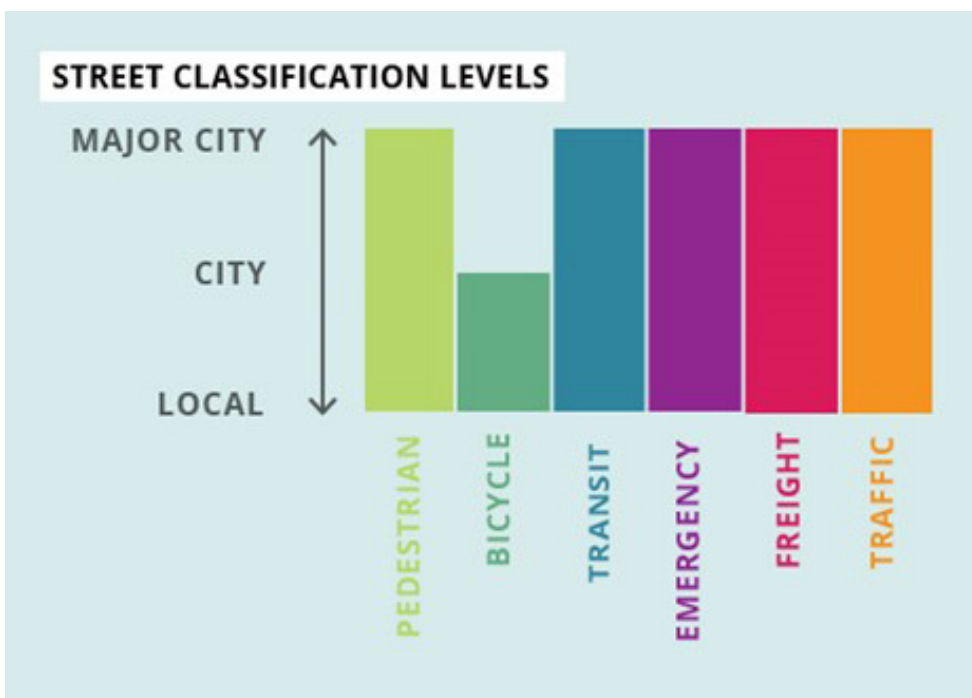 STREET CLASSIFICATION LEVELS
MAJOR CITY
CITY
LOCAL
PEDESTRIAN
BICYCLE
TRANSIT
EMERGENCY
FREIGHT
TRAFFIC